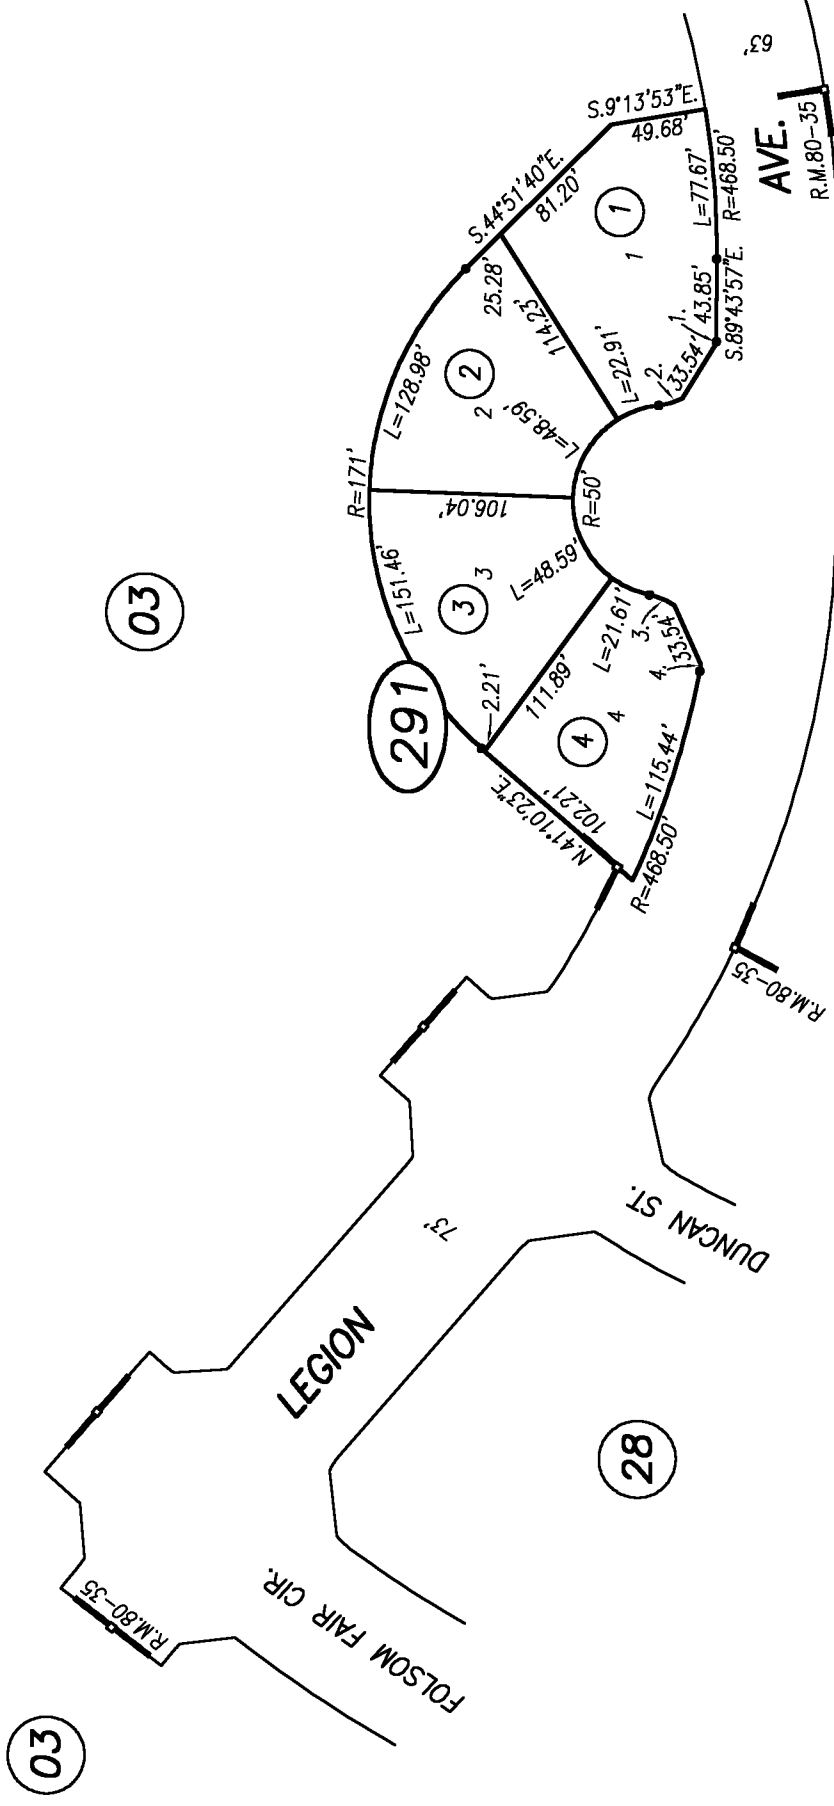 63'
AVE.
R.M.80-35
S.9°13'53"E.
49.68'
S.44°51'40"E.
81.20'
25.28'
1
1
L=77.67'
R=468.50'
43.85'
S.89°43'57"E.
1.
33.54'
2.
L=22.91'
114.23'
2
2
L=128.98'
L=48.59'
R=171'
106.04'
R=50'
L=151.46'
3
3
L=48.59'
03
291
2.21'
111.89'
L=21.61'
3.
33.54'
4.
4
4
N.41°10'23"E.
102.21'
L=115.44'
R=468.50'
R.M.80-35
DUNCAN ST.
73'
LEGION
28
FOLSOM FAIR CIR.
R.M.80-35
03